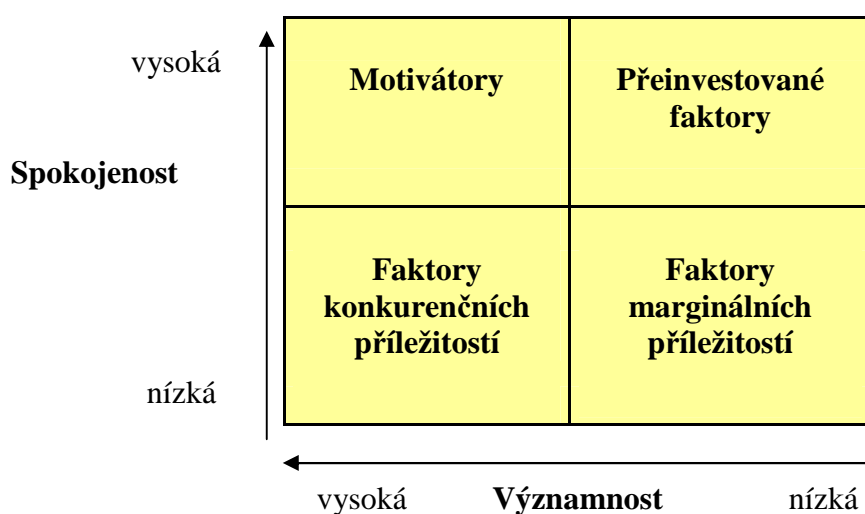 vysoká
Motivátory
Přeinvestované
faktory
Spokojenost
Faktory
konkurenčních
příležitostí
Faktory
marginálních
příležitostí
nízká
vysoká
Významnost
nízká